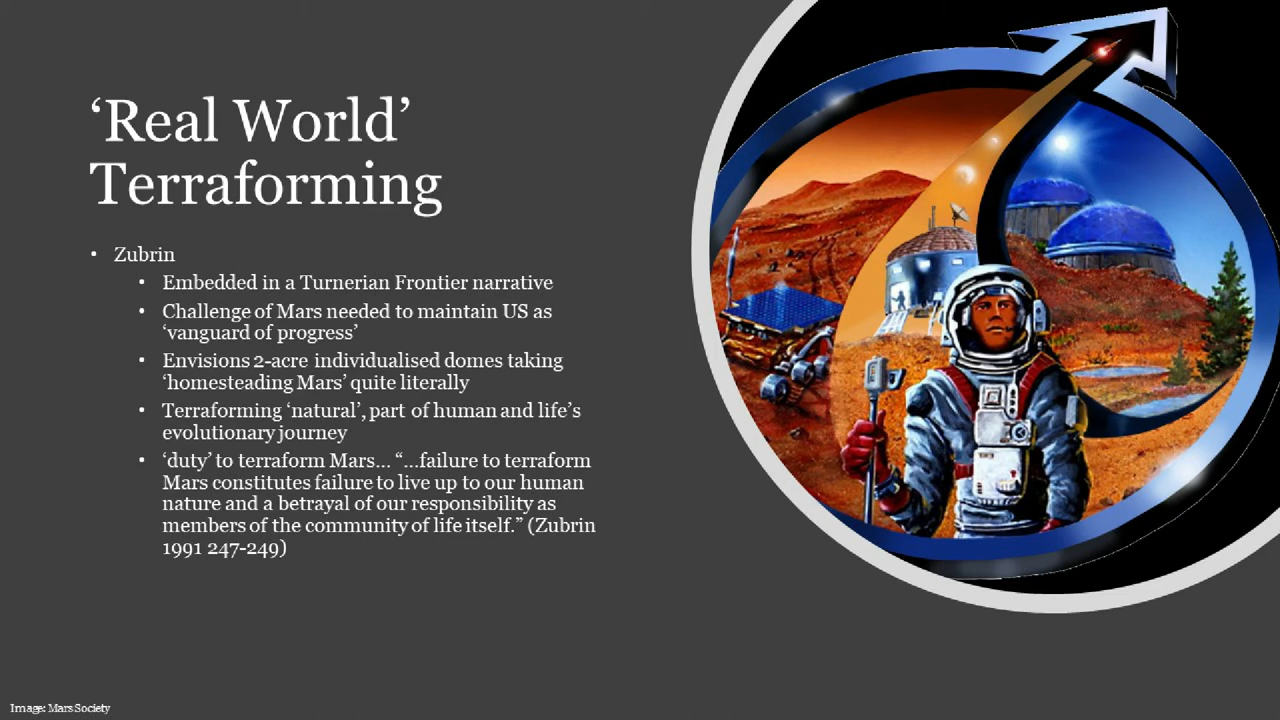 ‘Real World’
Terraforming
• Zubrin
• Embedded in a Turnerian Frontier narrative
• Challenge of Mars needed to maintain US as
‘vanguard of progress’
• Envisions 2-acre individualised domes taking
‘homesteading Mars’ quite literally
• Terraforming ‘natural’, part of human and life’s
evolutionary journey
• ‘duty’ to terraform Mars… “…failure to terraform
Mars constitutes failure to live up to our human
nature and a betrayal of our responsibility as
members of the community of life itself.” (Zubrin
1991 247-249)
Image: Mars Society